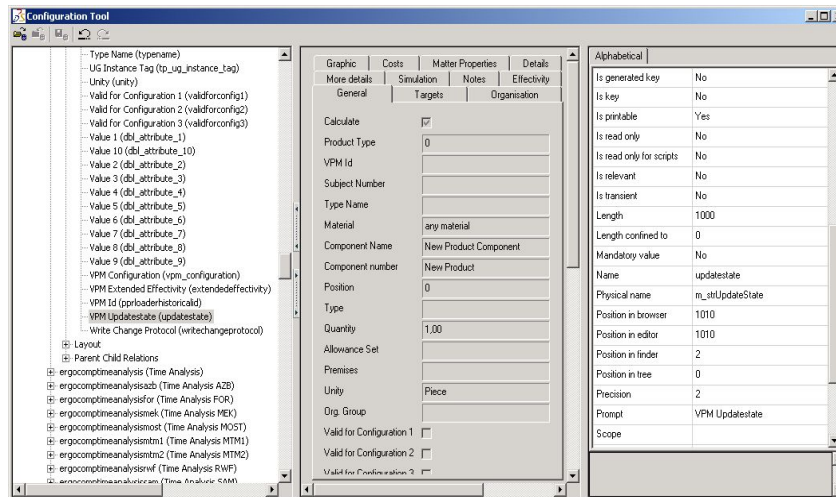 Configuration Tool
Type Name (typename)
UG Instance Tag (tp_ug_instance_tag)
Unity (unity)
Valid for Configuration 1 (validforconfig1)
Valid for Configuration 2 (validforconfig2)
Valid for Configuration 3 (validforconfig3)
Value 1 (dbl_attribute_1)
Value 10 (dbl_attribute_10)
Value 2 (dbl_attribute_2)
Value 3 (dbl_attribute_3)
Value 4 (dbl_attribute_4)
Value 5 (dbl_attribute_5)
Value 6 (dbl_attribute_6)
Value 7 (dbl_attribute_7)
Value 8 (dbl_attribute_8)
Value 9 (dbl_attribute_9)
VPM Configuration (vpm_configuration)
VPM Extended Effectivity (extendedeffectivity)
VPM Id (pprloaderhistoricalid)
VPM Updatestate (updatestate)
Write Change Protocol (writechangeprotocol)
Layout
Parent Child Relations
ergocomptimeanalysis (Time Analysis)
ergocomptimeanalysisazb (Time Analysis AZB)
ergocomptimeanalysisfor (Time Analysis FOR)
ergocomptimeanalysismek (Time Analysis MEK)
ergocomptimeanalysismost (Time Analysis MOST)
ergocomptimeanalysismtm1 (Time Analysis MTM1)
ergocomptimeanalysismtm2 (Time Analysis MTM2)
ergocomptimeanalysisrwf (Time Analysis RWF)
ergocomptimeanalysissam (Time Analysis SAM)
Graphic Costs Matter Properties Details
More details Simulation Notes Effectivity
General Targets Organisation
Calculate
Product Type 0
VPM Id
Subject Number
Type Name
Material any material
Component Name New Product Component
Component number New Product
Position 0
Type
Quantity 1,00
Allowance Set
Premises
Unity Piece
Org. Group
Valid for Configuration 1
Valid for Configuration 2
Valid for Configuration 3
Alphabetical
Is generated key No
Is key No
Is printable Yes
Is read only No
Is read only for scripts No
Is relevant No
Is transient No
Length 1000
Length confined to 0
Mandatory value No
Name updatestate
Physical name m_strUpdateState
Position in browser 1010
Position in editor 1010
Position in finder 2
Position in tree 0
Precision 2
Prompt VPM Updatestate
Scope